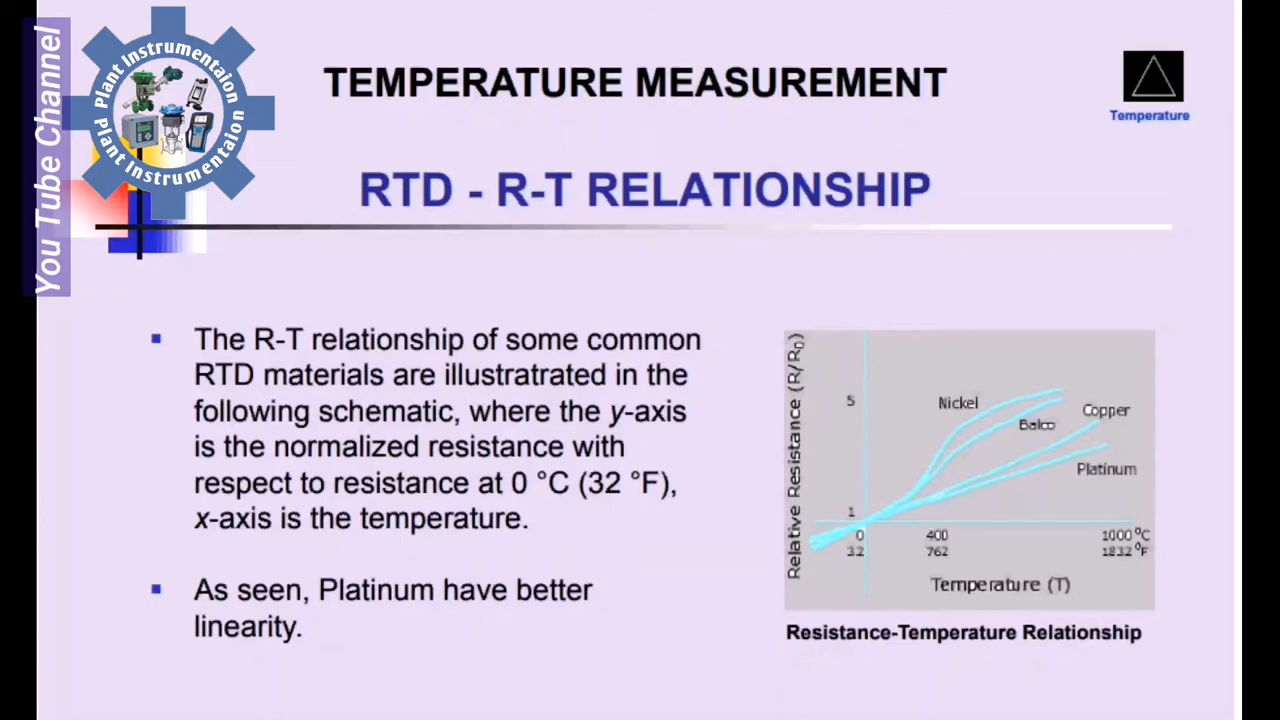 You Tube Channel
Plant Instrumentaion
Plant Instrumentaion
TEMPERATURE MEASUREMENT
Temperature
RTD - R-T RELATIONSHIP
The R-T relationship of some common
RTD materials are illustratrated in the
following schematic, where the y-axis
is the normalized resistance with
respect to resistance at 0 °C (32 °F),
x-axis is the temperature.
As seen, Platinum have better
linearity.
Relative Resistance (R/R0)
5
1
Nickel
Balco
Copper
Platinum
0 400 1000 °C
32 762 1832 °F
Temperature (T)
Resistance-Temperature Relationship